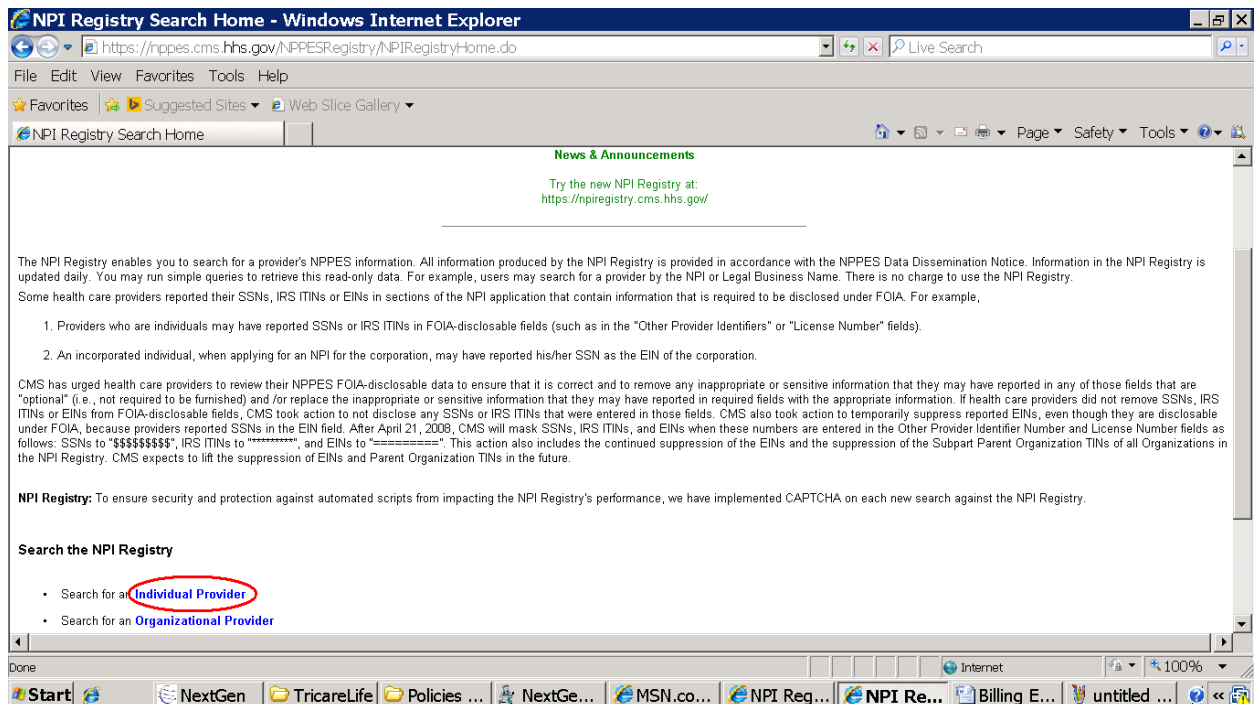 NPI Registry Search Home - Windows Internet Explorer
https://nppes.cms.hhs.gov/NPPESRegistry/NPIRegistryHome.do
Live Search
File Edit View Favorites Tools Help
Favorites Suggested Sites Web Slice Gallery
NPI Registry Search Home
Page Safety Tools
News & Announcements
Try the new NPI Registry at:
https://npiregistry.cms.hhs.gov/
The NPI Registry enables you to search for a provider's NPPES information. All information produced by the NPI Registry is provided in accordance with the NPPES Data Dissemination Notice. Information in the NPI Registry is
updated daily. You may run simple queries to retrieve this read-only data. For example, users may search for a provider by the NPI or Legal Business Name. There is no charge to use the NPI Registry.
Some health care providers reported their SSNs, IRS ITINs or EINs in sections of the NPI application that contain information that is required to be disclosed under FOIA. For example,
1. Providers who are individuals may have reported SSNs or IRS ITINs in FOIA-disclosable fields (such as in the "Other Provider Identifiers" or "License Number" fields).
2. An incorporated individual, when applying for an NPI for the corporation, may have reported his/her SSN as the EIN of the corporation.
CMS has urged health care providers to review their NPPES FOIA-disclosable data to ensure that it is correct and to remove any inappropriate or sensitive information that they may have reported in any of those fields that are
"optional" (i.e., not required to be furnished) and /or replace the inappropriate or sensitive information that they may have reported in required fields with the appropriate information. If health care providers did not remove SSNs, IRS
ITINs or EINs from FOIA-disclosable fields, CMS took action to not disclose any SSNs or IRS ITINs that were entered in those fields. CMS also took action to temporarily suppress reported EINs, even though they are disclosable
under FOIA, because providers reported SSNs in the EIN field. After April 21, 2008, CMS will mask SSNs, IRS ITINs, and EINs when these numbers are entered in the Other Provider Identifier Number and License Number fields as
follows: SSNs to "$$$$$$$$$", IRS ITINs to "*********", and EINs to "=========". This action also includes the continued suppression of the EINs and the suppression of the Subpart Parent Organization TINs of all Organizations in
the NPI Registry. CMS expects to lift the suppression of EINs and Parent Organization TINs in the future.
NPI Registry: To ensure security and protection against automated scripts from impacting the NPI Registry's performance, we have implemented CAPTCHA on each new search against the NPI Registry.
Search the NPI Registry
• Search for an Individual Provider
• Search for an Organizational Provider
Done Internet 100%
Start NextGen TricareLife Policies ... NextGe... MSN.co... NPI Reg... NPI Re... Billing E... untitled ...